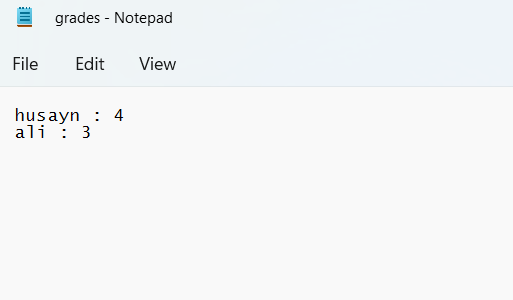 grades - Notepad
File Edit View
husayn : 4
ali : 3